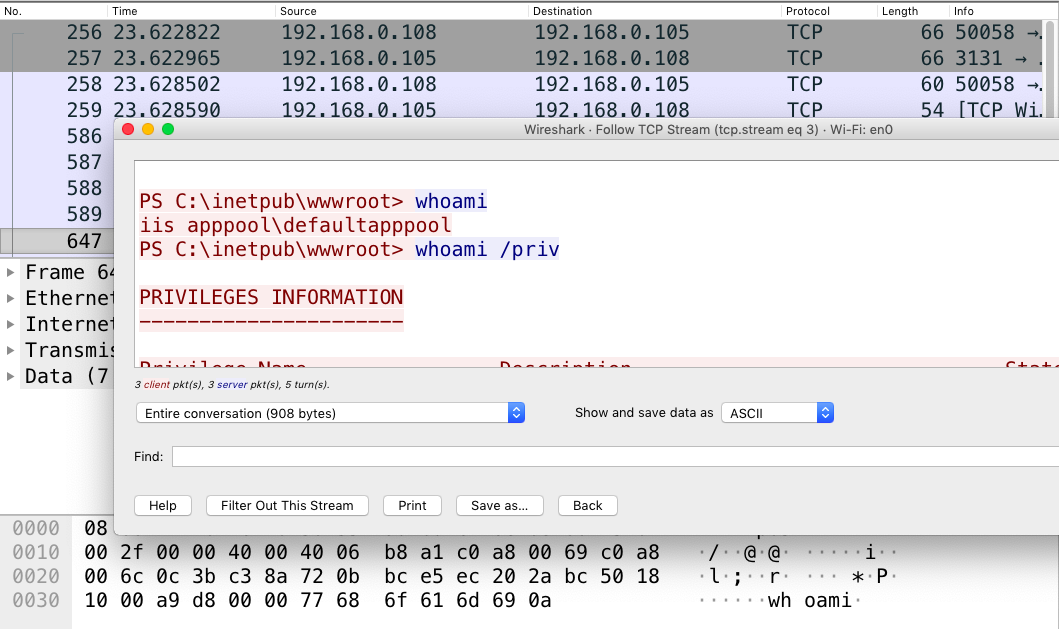 No. Time Source Destination Protocol Length Info
256 23.622822 192.168.0.108 192.168.0.105 TCP 66 50058 →
257 23.622965 192.168.0.105 192.168.0.108 TCP 66 3131 →
258 23.628502 192.168.0.108 192.168.0.105 TCP 60 50058 →
259 23.628590 192.168.0.105 192.168.0.108 TCP 54 [TCP Wi…
586
587
588
589
647
Wireshark · Follow TCP Stream (tcp.stream eq 3) · Wi-Fi: en0
PS C:\inetpub\wwwroot> whoami
iis apppool\defaultapppool
PS C:\inetpub\wwwroot> whoami /priv
PRIVILEGES INFORMATION
----------------------
Privilege Name Description State
3 client pkt(s), 3 server pkt(s), 5 turn(s).
Entire conversation (908 bytes) Show and save data as ASCII
Find:
Help Filter Out This Stream Print Save as… Back
Frame 64
Ethernet
Internet
Transmis
Data (7
0000 08
0010 00 2f 00 00 40 00 40 06 b8 a1 c0 a8 00 69 c0 a8 ·/··@·@· ·····i··
0020 00 6c 0c 3b c3 8a 72 0b bc e5 ec 20 2a bc 50 18 ·l·;··r· ··· *·P·
0030 10 00 a9 d8 00 00 77 68 6f 61 6d 69 0a ······wh oami·